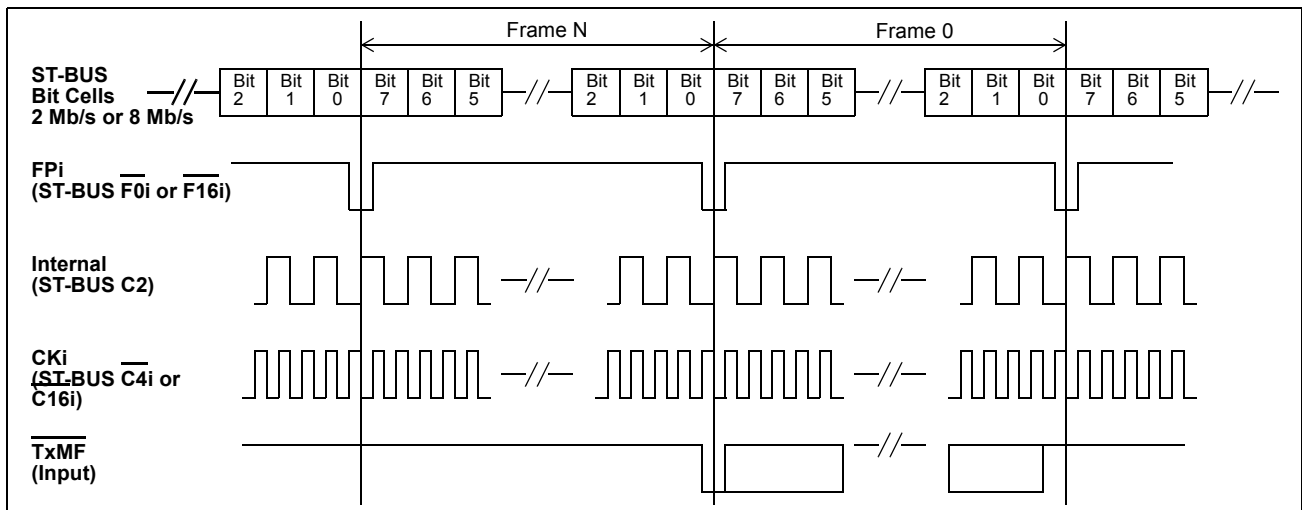 Frame N
Frame 0
ST-BUS
Bit Cells
2 Mb/s or 8 Mb/s
Bit 2
Bit 1
Bit 0
Bit 7
Bit 6
Bit 5
Bit 2
Bit 1
Bit 0
Bit 7
Bit 6
Bit 5
Bit 2
Bit 1
Bit 0
Bit 7
Bit 6
Bit 5
FPi
(ST-BUS F0i or F16i)
Internal
(ST-BUS C2)
CKi
(ST-BUS C4i or
C16i)
TxMF
(Input)